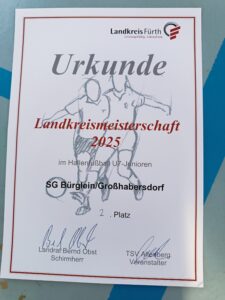 Landkreis Fürth
Urkunde
Landkreismeisterschaft
2025
im Hallenfußball U7-Junioren
SG Bürglein/Großhabersdorf
2. Platz
Landrat Bernd Obst
Schirmherr
TSV Altenberg
Veranstalter